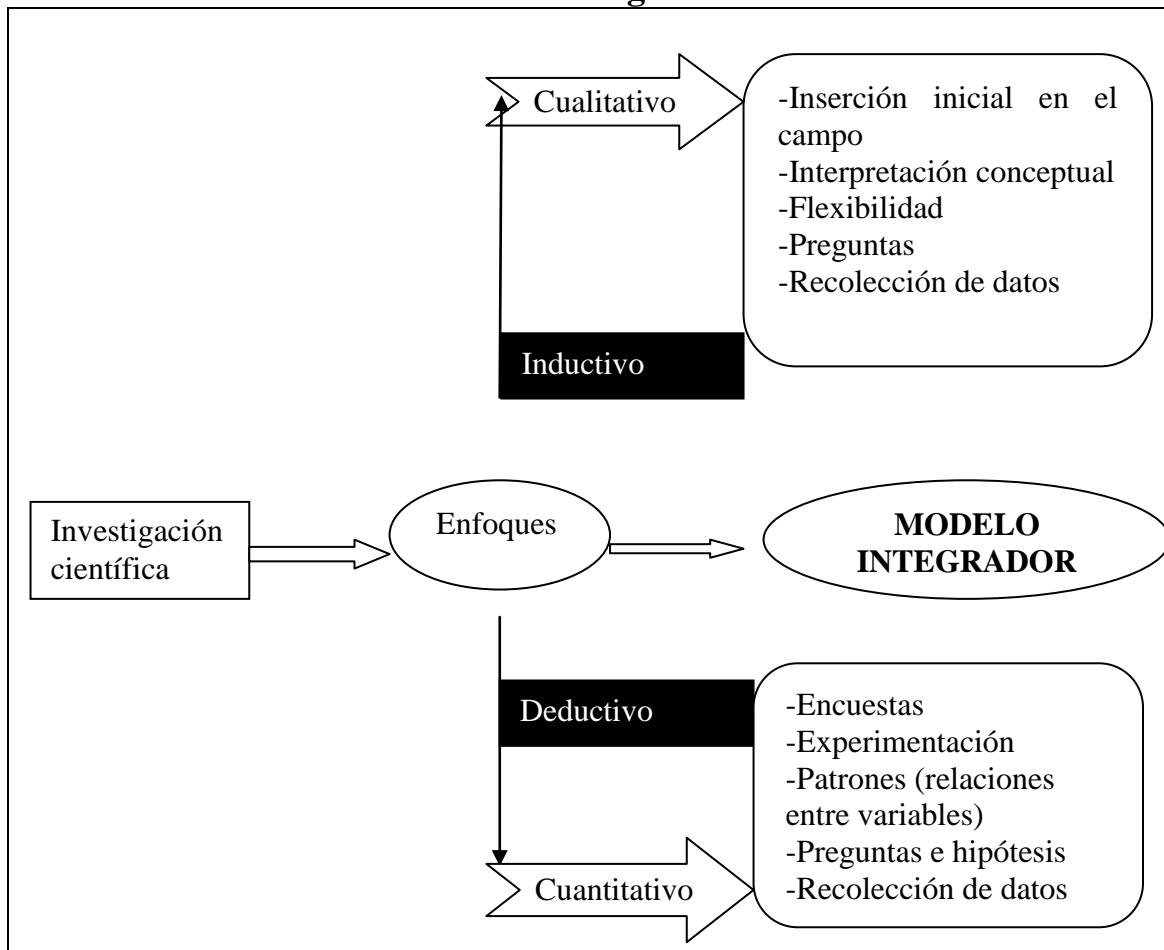 Cualitativo
-Inserción inicial en el
campo
-Interpretación conceptual
-Flexibilidad
-Preguntas
-Recolección de datos
Inductivo
Investigación
científica
Enfoques
MODELO
INTEGRADOR
Deductivo
-Encuestas
-Experimentación
-Patrones (relaciones
entre variables)
-Preguntas e hipótesis
-Recolección de datos
Cuantitativo